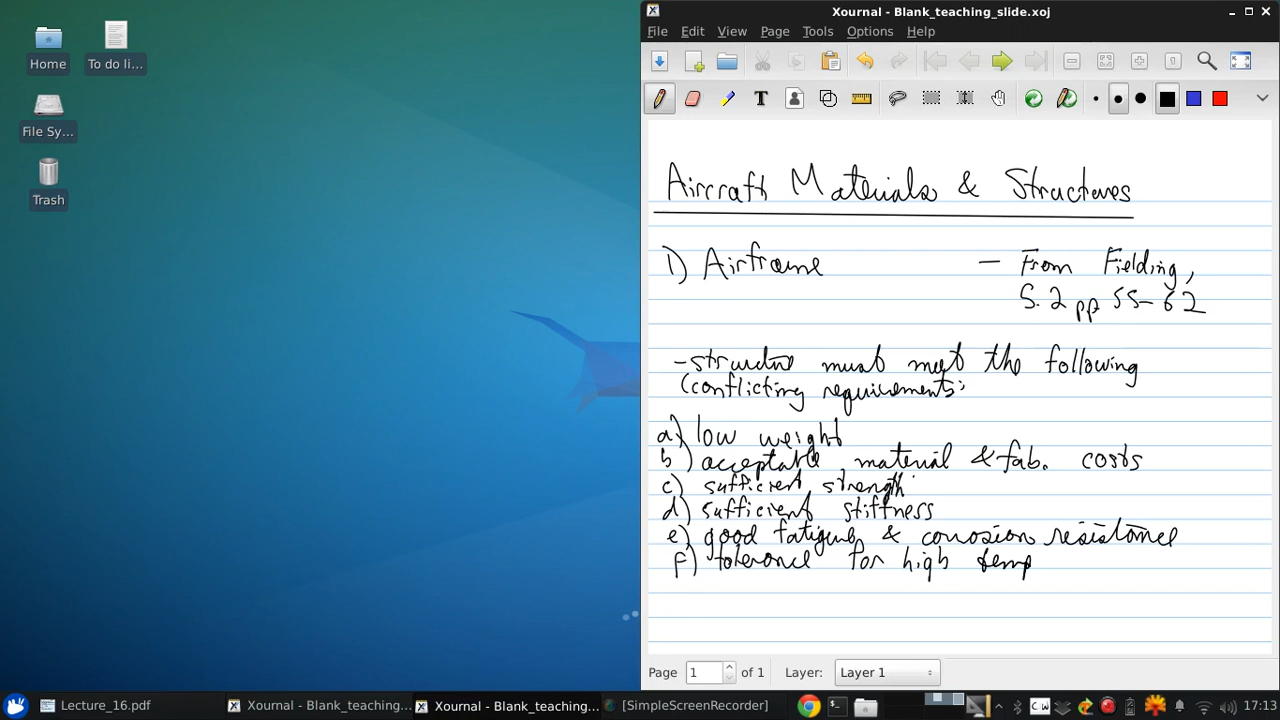 Xournal - Blank_teaching_slide.xoj
File Edit View Page Tools Options Help
Home
To do li...
File Sy...
Trash
Aircraft Materials & Structures
1) Airframe - From Fielding,
5.2 pp 55-62
-structure must meet the following
(conflicting requirements:
a) low weight
b) acceptable material & fab. costs
c) sufficient strength
d) sufficient stiffness
e) good fatigue & corrosion resistance
f) tolerance for high temp
Page 1 of 1 Layer: Layer 1
Lecture_16.pdf
Xournal - Blank_teaching...
Xournal - Blank_teaching...
[SimpleScreenRecorder]
17:13